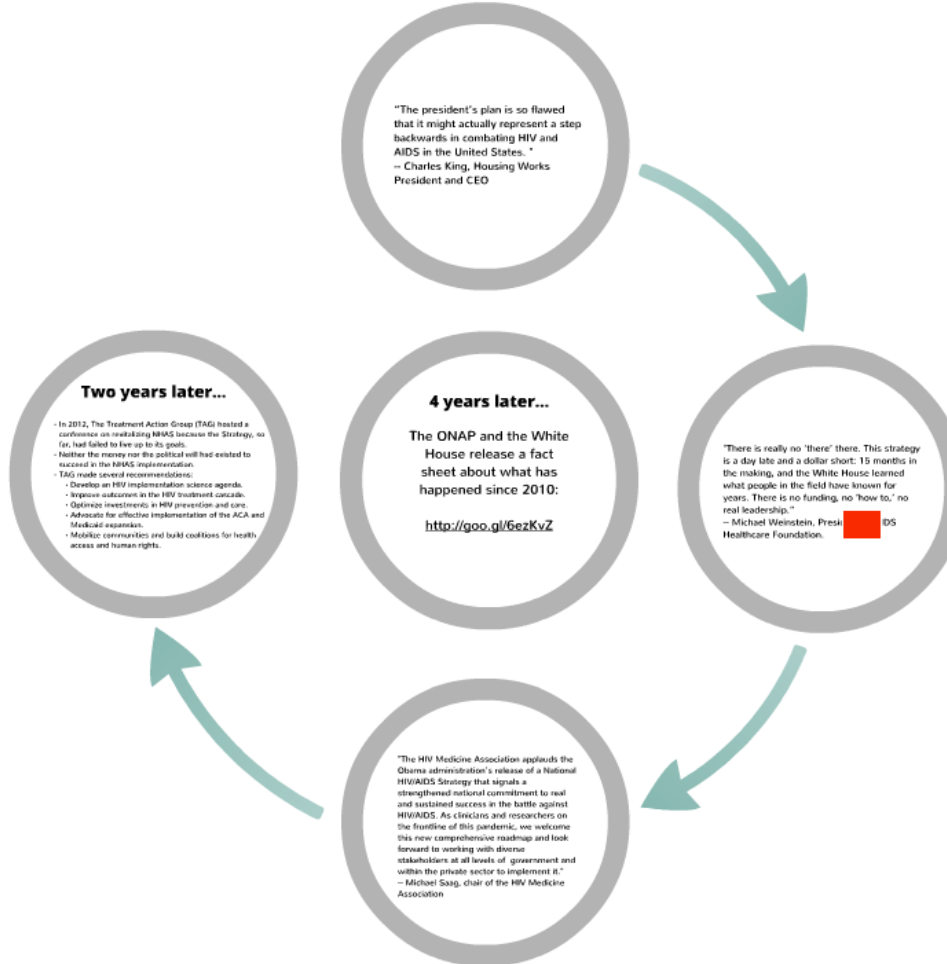 “The president's plan is so flawed
that it might actually represent a step
backwards in combating HIV and
AIDS in the United States. "
-- Charles King, Housing Works
President and CEO
"There is really no 'there' there. This strategy
is a day late and a dollar short: 15 months in
the making, and the White House learned
what people in the field have known for
years. There is no funding, no 'how to,' no
real leadership.”
-- Michael Weinstein,
Healthcare Foundation.
"The HIV Medicine Association applauds the
Obama administration's release of a National
HIV/AIDS Strategy that signals a
strengthened national commitment to real
and sustained success in the battle against
HIV/AIDS. As clinicians and researchers on
the frontline of this pandemic, we welcome
this new comprehensive roadmap and look
forward to working with diverse
stakeholders at all levels of government and
within the private sector to implement it."
-- Michael Saag, chair of the HIV Medicine
Association
Two years later...
- In 2012, The Treatment Action Group (TAG) hosted a
conference on revitalizing NHAS because the Strategy, so
far, had failed to live up to its goals.
- Neither the money nor the political will had existed to
succeed in the NHAS implementation.
- TAG made several recommendations:
• Develop an HIV implementation science agenda.
• Improve outcomes in the HIV treatment cascade.
• Optimize investments in HIV prevention and care.
• Advocate for effective implementation of the ACA and
Medicaid expansion.
• Mobilize communities and build coalitions for health
access and human rights.
4 years later...
The ONAP and the White
House release a fact
sheet about what has
happened since 2010:
http://goo.gl/6ezKvZ